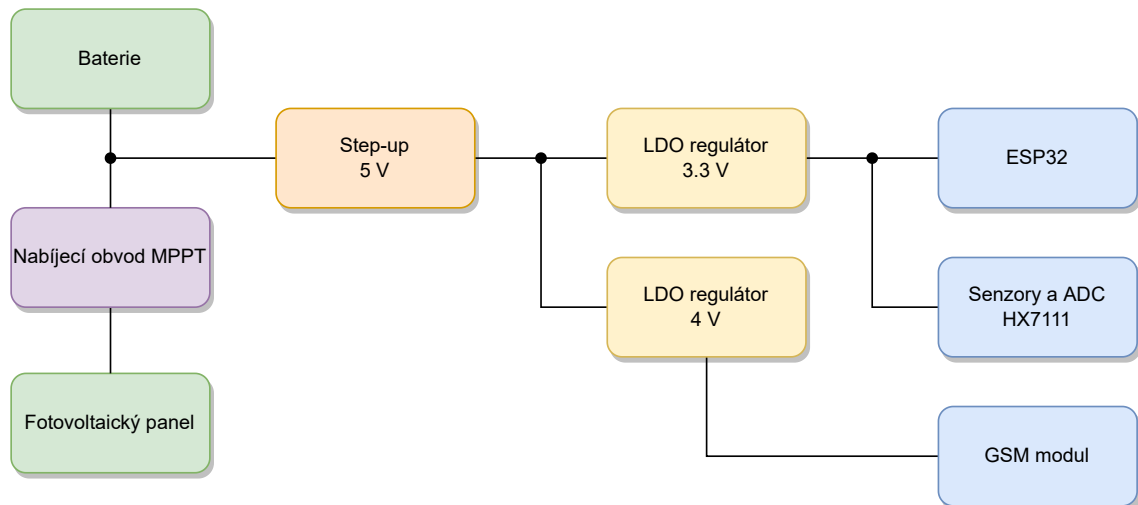 Baterie
Step-up
5 V
LDO regulátor
3.3 V
ESP32
Nabíjecí obvod MPPT
LDO regulátor
4 V
Senzory a ADC
HX7111
Fotovoltaický panel
GSM modul